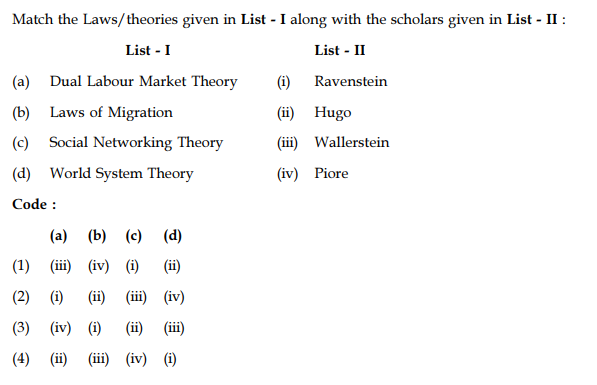 Match the Laws/theories given in List - I along with the scholars given in List - II :
List - I List - II
(a) Dual Labour Market Theory (i) Ravenstein
(b) Laws of Migration (ii) Hugo
(c) Social Networking Theory (iii) Wallerstein
(d) World System Theory (iv) Piore
Code :
(a) (b) (c) (d)
(1) (iii) (iv) (i) (ii)
(2) (i) (ii) (iii) (iv)
(3) (iv) (i) (ii) (iii)
(4) (ii) (iii) (iv) (i)